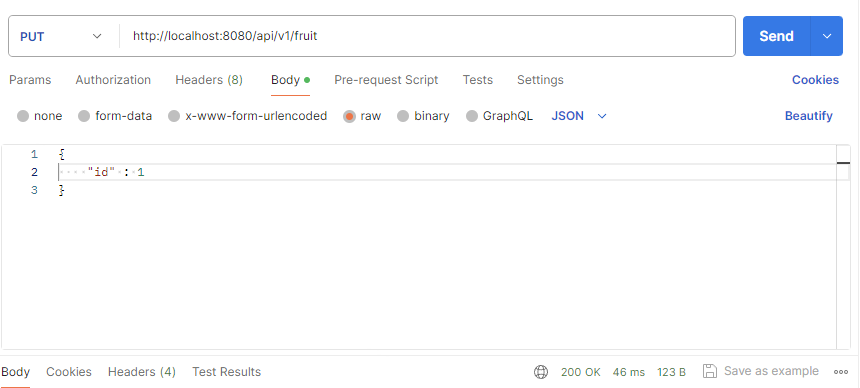 PUT http://localhost:8080/api/v1/fruit Send
Params Authorization Headers (8) Body Pre-request Script Tests Settings Cookies
none form-data x-www-form-urlencoded raw binary GraphQL JSON Beautify
1 {
2 "id" : 1
3 }
Body Cookies Headers (4) Test Results 200 OK 46 ms 123 B Save as example